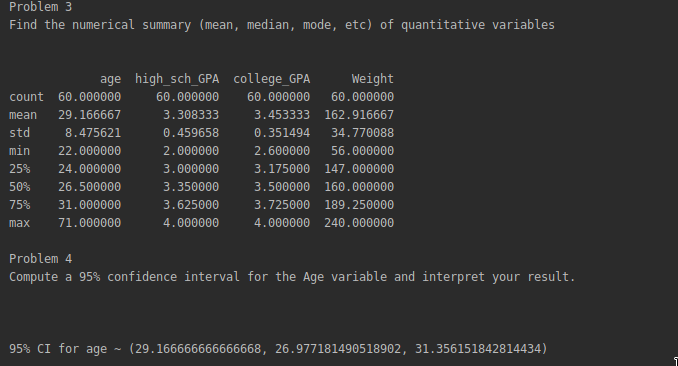 Problem 3
Find the numerical summary (mean, median, mode, etc) of quantitative variables
age high_sch_GPA college_GPA Weight
count 60.000000 60.000000 60.000000 60.000000
mean 29.166667 3.308333 3.453333 162.916667
std 8.475621 0.459658 0.351494 34.770088
min 22.000000 2.000000 2.600000 56.000000
25% 24.000000 3.000000 3.175000 147.000000
50% 26.500000 3.350000 3.500000 160.000000
75% 31.000000 3.625000 3.725000 189.250000
max 71.000000 4.000000 4.000000 240.000000
Problem 4
Compute a 95% confidence interval for the Age variable and interpret your result.
95% CI for age ~ (29.166666666666668, 26.977181490518902, 31.356151842814434)